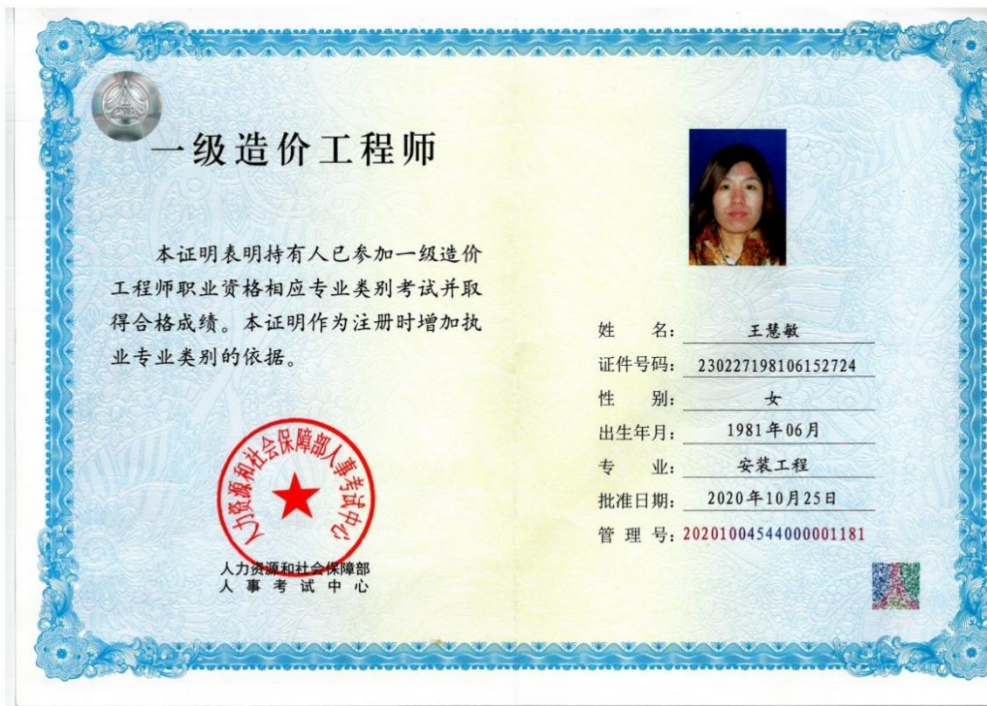 一级造价工程师
本证明表明持有人已参加一级造价
工程师职业资格相应专业类别考试并取
得合格成绩。本证明作为注册时增加执
业专业类别的依据。
人力资源和社会保障部人事考试中心
人力资源和社会保障部
人事考试中心
姓名：王慧敏
证件号码：230227198106152724
性别：女
出生年月：1981年06月
专业：安装工程
批准日期：2020年10月25日
管理号：20201004544000001181